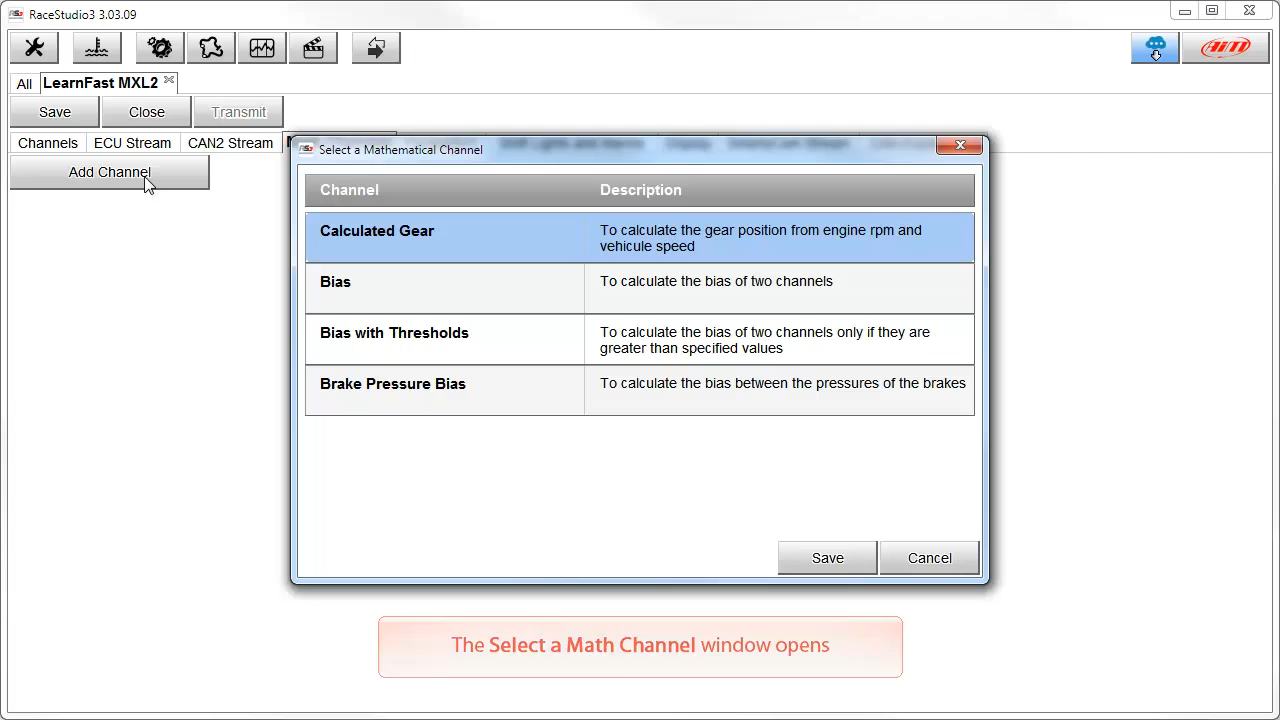 RS3 RaceStudio3 3.03.09
AiM
All LearnFast MXL2
Save Close Transmit
Channels ECU Stream CAN2 Stream
Add Channel
RS3 Select a Mathematical Channel
Channel Description
Calculated Gear To calculate the gear position from engine rpm and
vehicule speed
Bias To calculate the bias of two channels
Bias with Thresholds To calculate the bias of two channels only if they are
greater than specified values
Brake Pressure Bias To calculate the bias between the pressures of the brakes
Save Cancel
The Select a Math Channel window opens